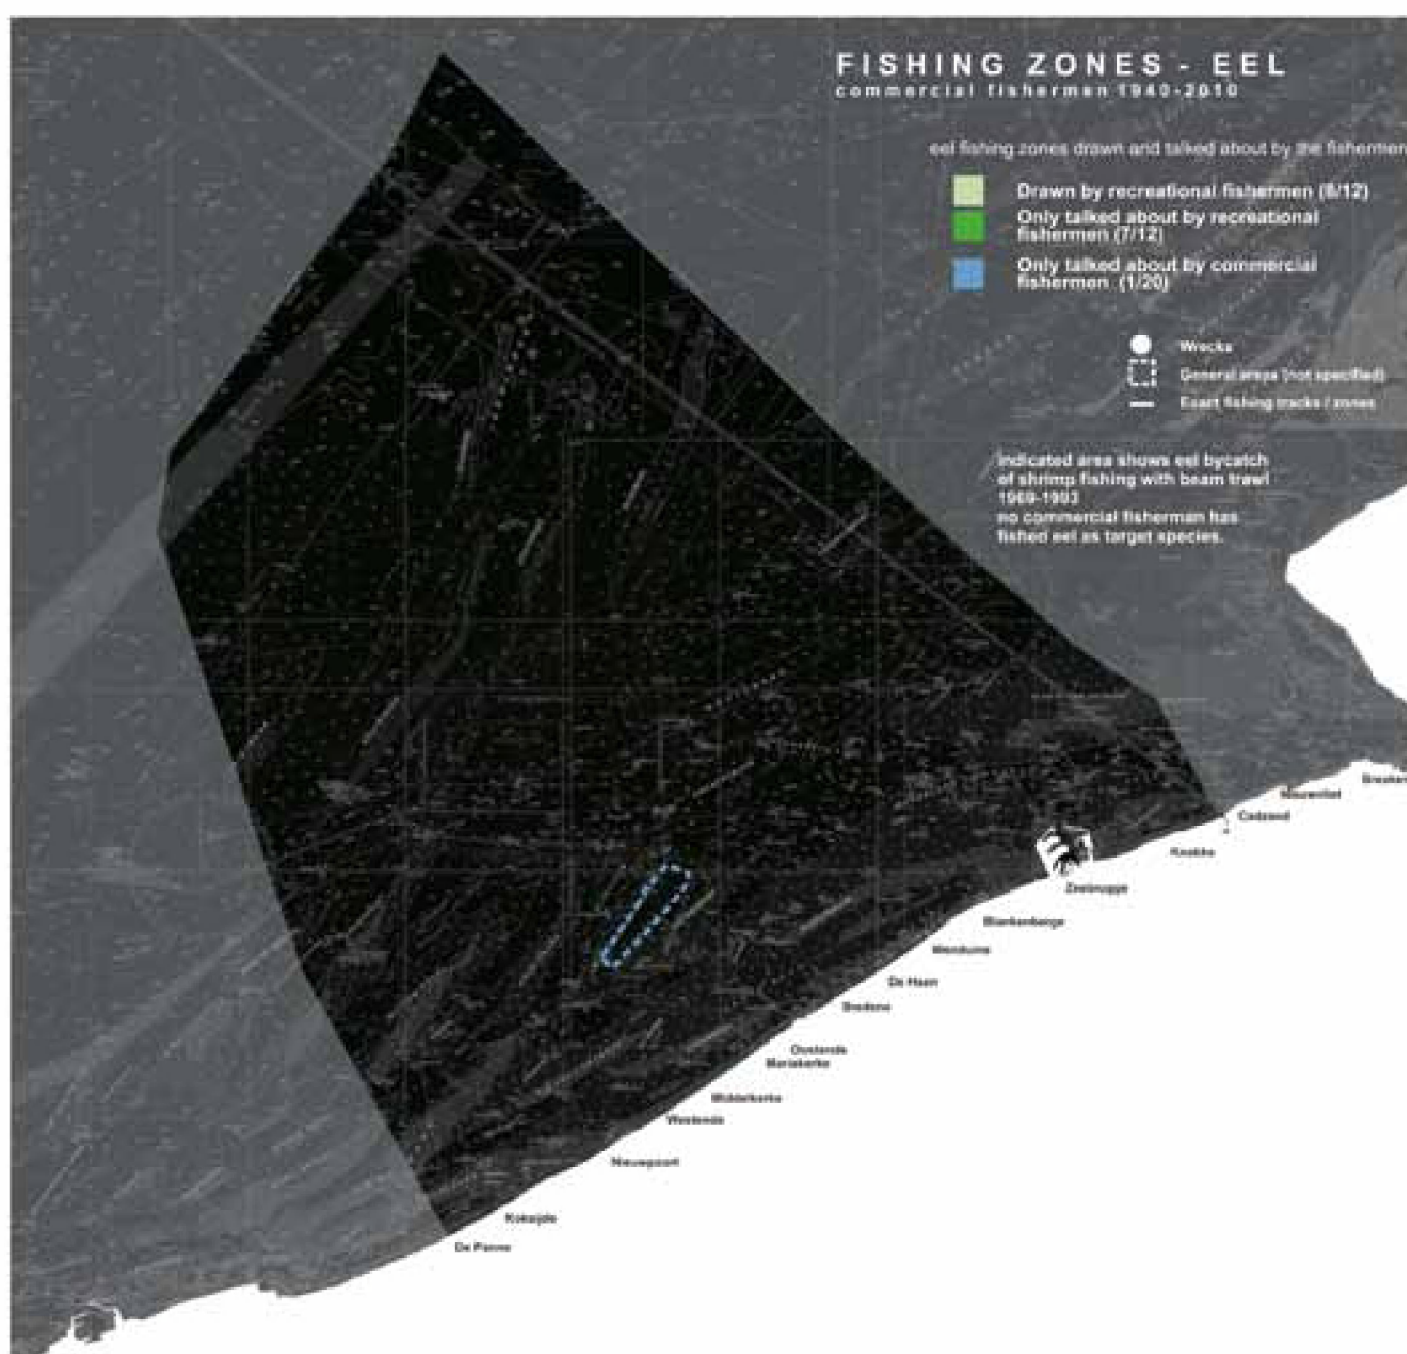 FISHING ZONES - EEL
commercial fishermen 1940-2010
eel fishing zones drawn and talked about by the fishermen
Drawn by recreational fishermen (8/12)
Only talked about by recreational
fishermen (7/12)
Only talked about by commercial
fishermen (1/20)
Wrecks
General areas (not specified)
Exact fishing tracks / zones
indicated area shows eel bycatch
of shrimp fishing with beam trawl
1969-1993
no commercial fisherman has
fished eel as target species.
Nieuwvliet
Cadzand
Knokke
Zeebrugge
Blankenberge
Wenduine
De Haan
Bredene
Oostende
Mariakerke
Middelkerke
Westende
Nieuwpoort
Koksijde
De Panne